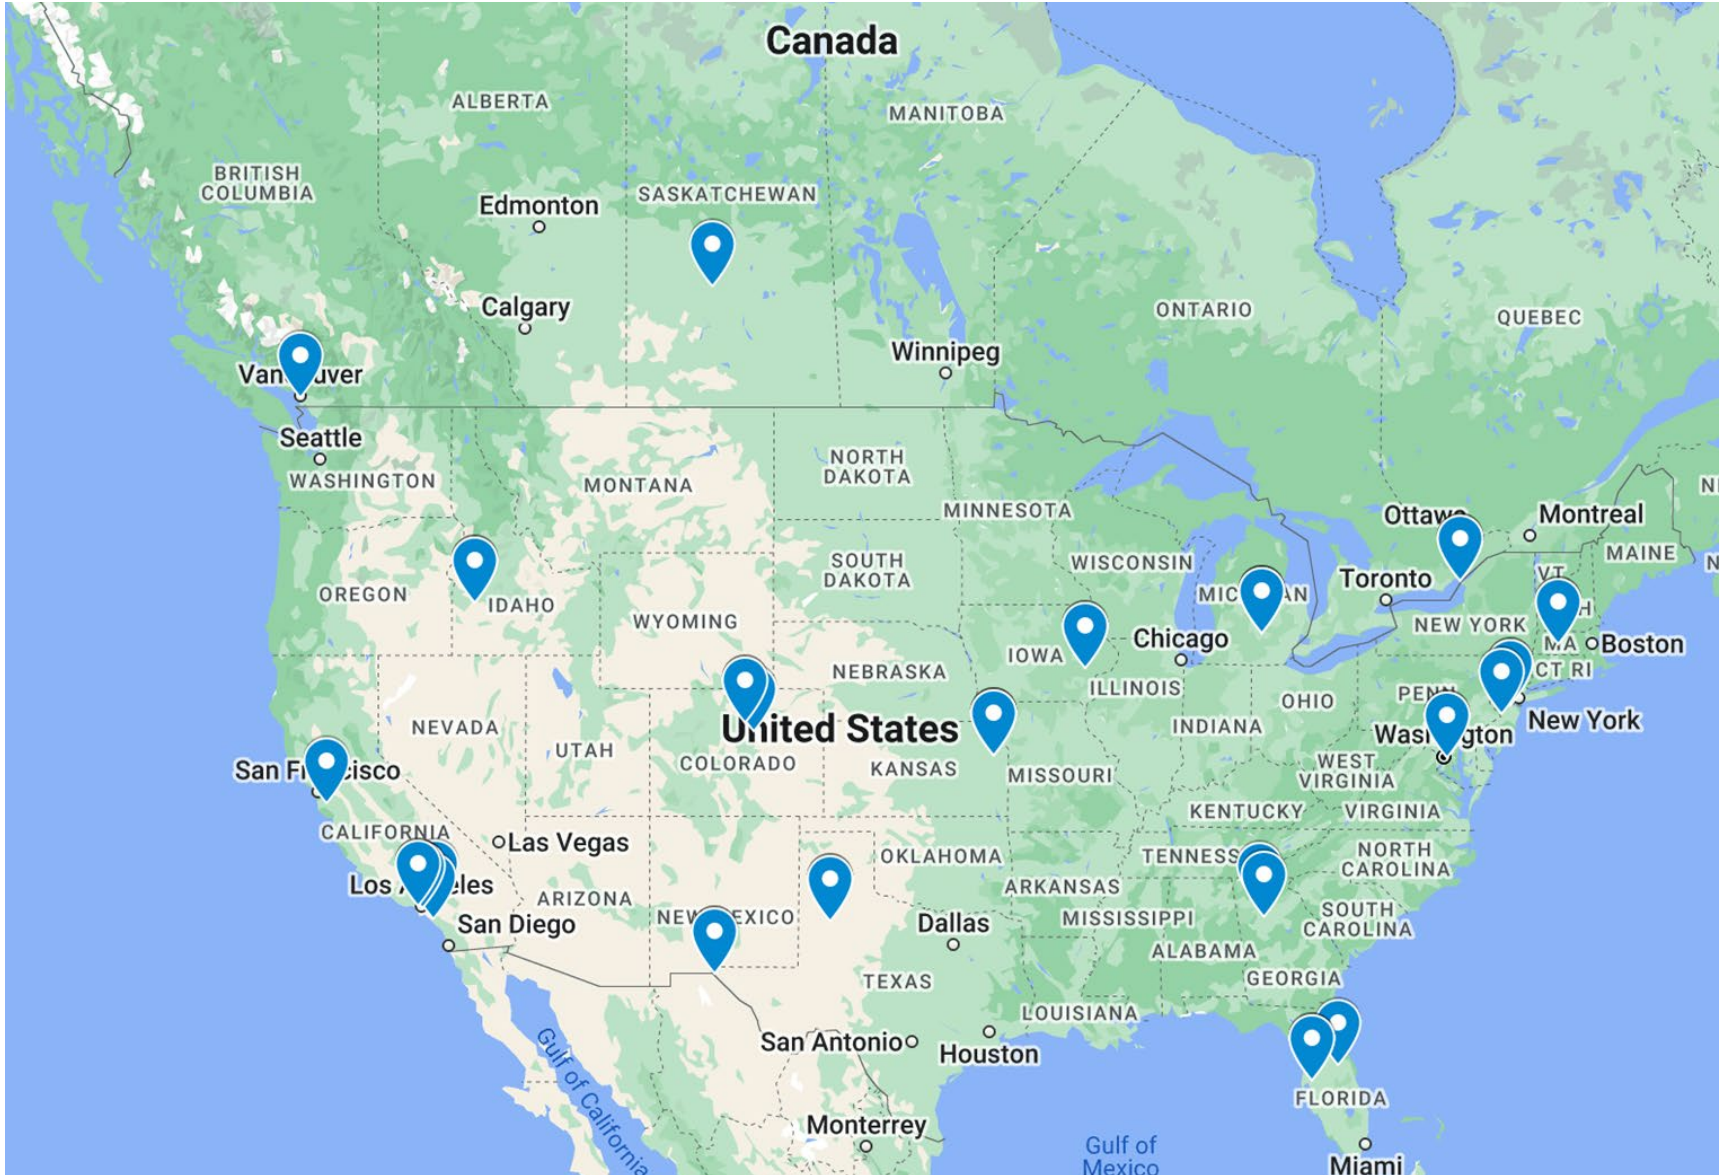 Canada
ALBERTA
MANITOBA
BRITISH
COLUMBIA
SASKATCHEWAN
Edmonton
Calgary
ONTARIO
QUEBEC
Winnipeg
Seattle
WASHINGTON
NORTH
DAKOTA
MONTANA
MINNESOTA
Montreal
MAINE
WISCONSIN
SOUTH
DAKOTA
VT
Toronto
OREGON
IDAHO
WYOMING
NEW YORK
MA
Boston
Chicago
IOWA
NEBRASKA
CT RI
ILLINOIS
OHIO
PENN
New York
NEVADA
United States
INDIANA
UTAH
COLORADO
KANSAS
MISSOURI
WEST
VIRGINIA
KENTUCKY
VIRGINIA
CALIFORNIA
Las Vegas
OKLAHOMA
NORTH
CAROLINA
ARKANSAS
ARIZONA
San Diego
Dallas
MISSISSIPPI
SOUTH
CAROLINA
ALABAMA
GEORGIA
TEXAS
LOUISIANA
San Antonio
Houston
Gulf of California
FLORIDA
Monterrey
Gulf of
Mexico
Miami